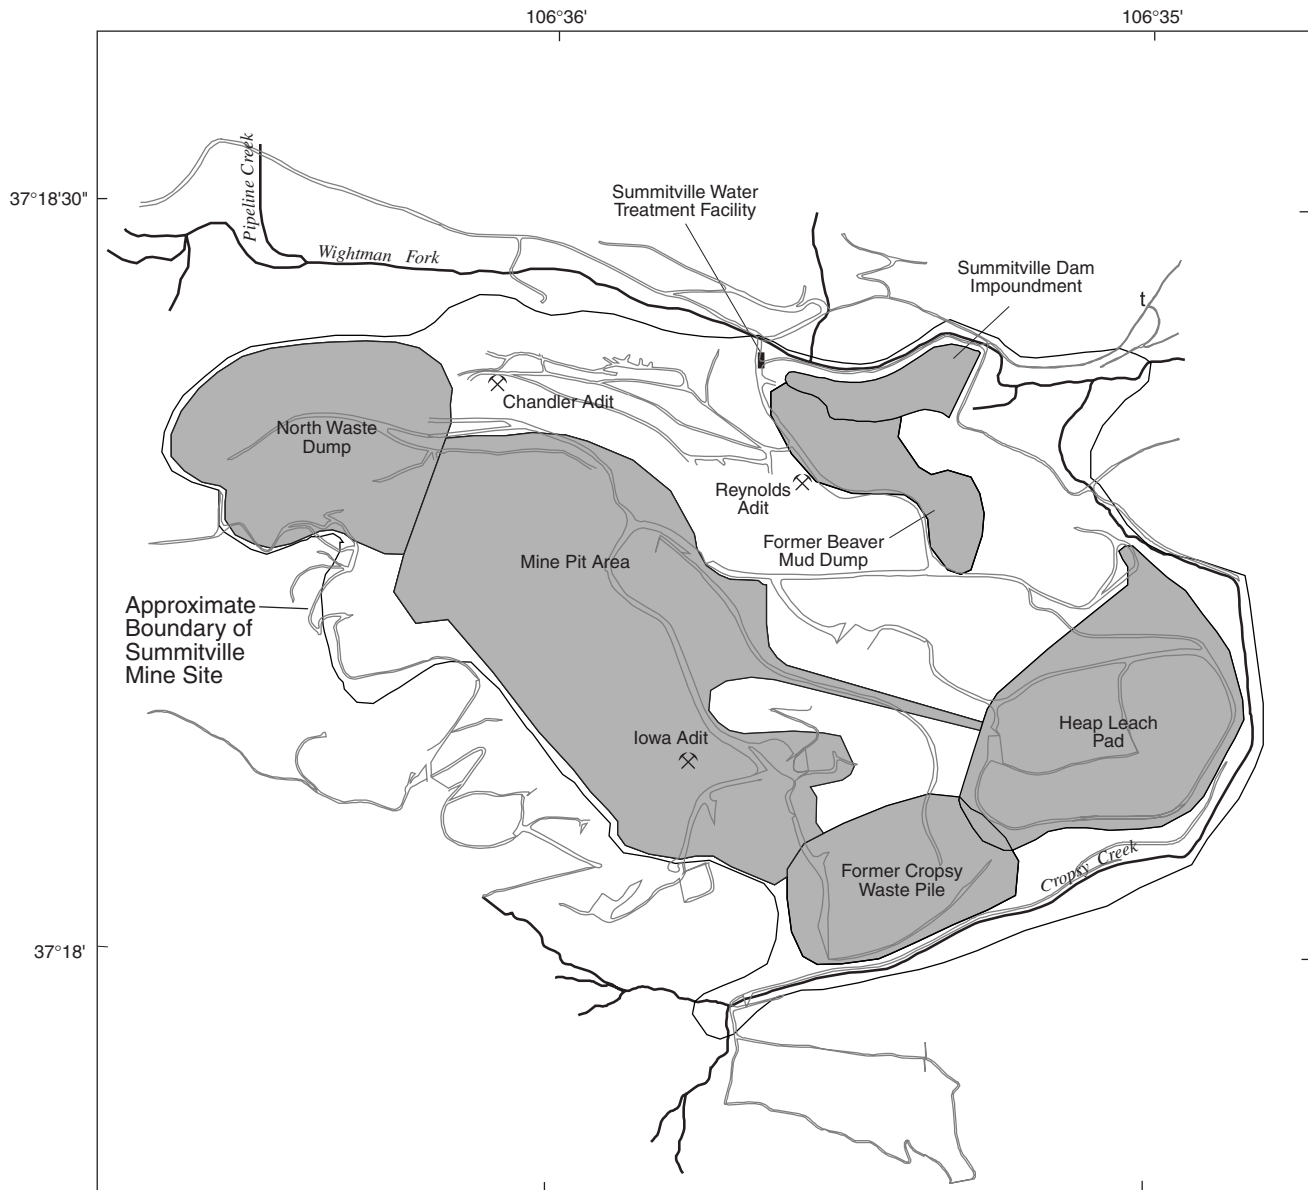 106°36'
106°35'
37°18'30"
Pipeline Creek
Wightman Fork
Summitville Water
Treatment Facility
Summitville Dam
Impoundment
t
Chandler Adit
North Waste
Dump
Reynolds
Adit
Former Beaver
Mud Dump
Mine Pit Area
Approximate
Boundary of
Summitville
Mine Site
Iowa Adit
Heap Leach
Pad
Former Cropsy
Waste Pile
Cropsy Creek
37°18'